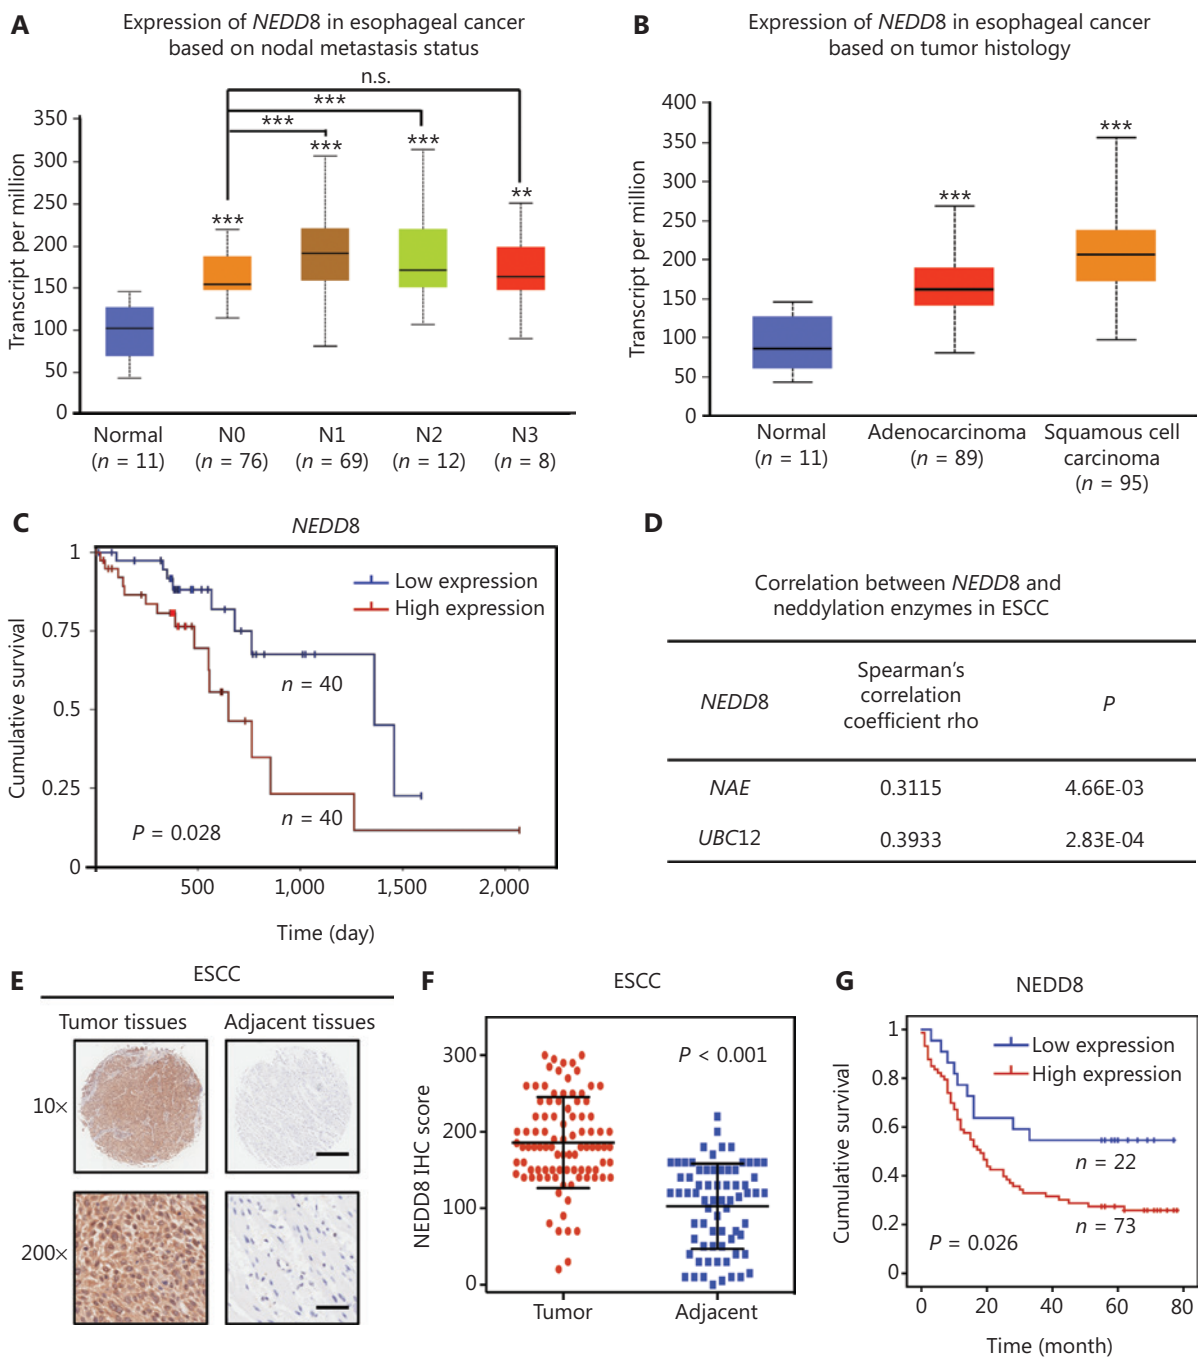 A
Expression of NEDD8 in esophageal cancer
based on nodal metastasis status
n.s.
***
***
***
***
***
**
350
300
250
200
150
100
50
0
Transcript per million
Normal
(n = 11)
N0
(n = 76)
N1
(n = 69)
N2
(n = 12)
N3
(n = 8)
B
Expression of NEDD8 in esophageal cancer
based on tumor histology
400
350
300
250
200
150
100
50
0
Transcript per million
***
***
Normal
(n = 11)
Adenocarcinoma
(n = 89)
Squamous cell
carcinoma
(n = 95)
C
NEDD8
1
0.75
0.5
0.25
0
Cumulative survival
Low expression
High expression
n = 40
n = 40
P = 0.028
500
1,000
1,500
2,000
Time (day)
D
Correlation between NEDD8 and
neddylation enzymes in ESCC
NEDD8
Spearman's
correlation
coefficient rho
P
NAE
0.3115
4.66E-03
UBC12
0.3933
2.83E-04
E
ESCC
Tumor tissues
Adjacent tissues
10×
200×
F
ESCC
P < 0.001
300
200
100
0
NEDD8 IHC score
Tumor
Adjacent
G
NEDD8
1
0.8
0.6
0.4
0.2
0
Cumulative survival
Low expression
High expression
n = 22
n = 73
P = 0.026
0
20
40
60
80
Time (month)